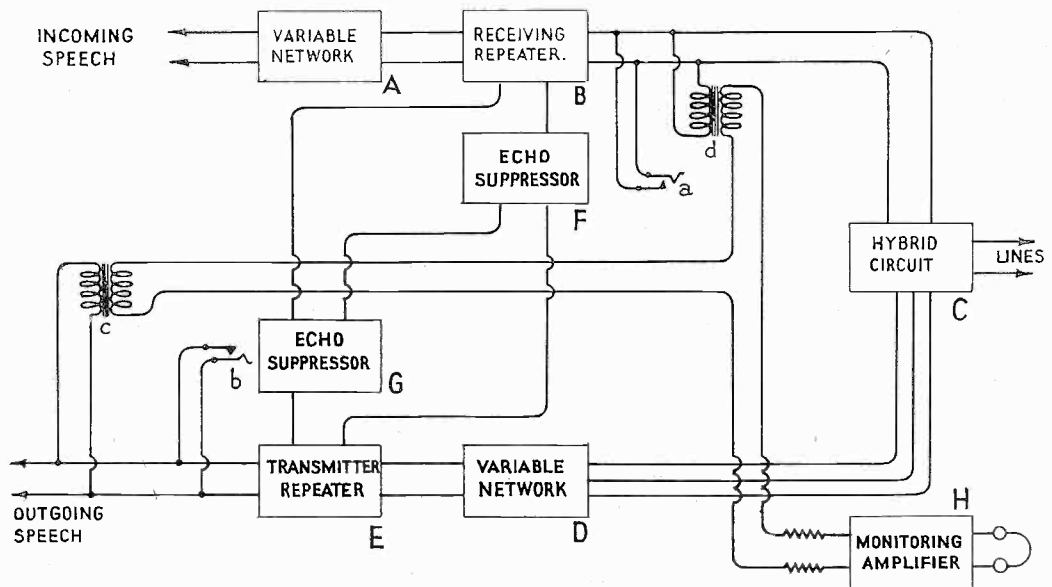 INCOMING
SPEECH
VARIABLE
NETWORK
A
RECEIVING
REPEATER.
B
d
a
ECHO
SUPPRESSOR
F
HYBRID
CIRCUIT
C
LINES
c
b
ECHO
SUPPRESSOR
G
TRANSMITTER
REPEATER
E
VARIABLE
NETWORK
D
OUTGOING
SPEECH
H
MONITORING
AMPLIFIER